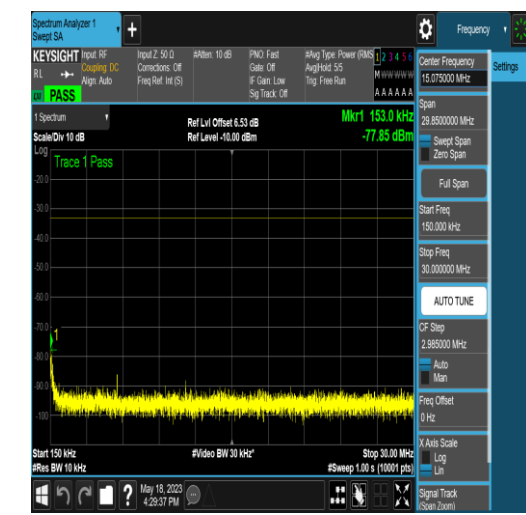 Spectrum Analyzer 1
Swept SA
+
Frequency
KEYSIGHT
RL
PASS
Input: RF
Coupling: DC
Align: Auto
Input Z: 50 Ω
Corrections: Off
Freq Ref: Int (S)
#Atten: 10 dB
PNO: Fast
Gate: Off
IF Gain: Low
Sig Track: Off
#Avg Type: Power (RMS)
Avg|Hold: 5/5
Trig: Free Run
1 2 3 4 5 6
M W W W W W
A A A A A A
1 Spectrum
Scale/Div 10 dB
Ref Lvl Offset 6.53 dB
Ref Level -10.00 dBm
Mkr1 153.0 kHz
-77.85 dBm
Log
Trace 1 Pass
-20.0
-30.0
-40.0
-50.0
-60.0
-70.0
-80.0
-90.0
-100
1
Start 150 kHz
#Res BW 10 kHz
#Video BW 30 kHz*
Stop 30.00 MHz
#Sweep 1.00 s (10001 pts)
May 18, 2023
4:29:37 PM
?
Center Frequency
15.075000 MHz
Settings
Span
29.8500000 MHz
Swept Span
Zero Span
Full Span
Start Freq
150.000 kHz
Stop Freq
30.000000 MHz
AUTO TUNE
CF Step
2.985000 MHz
Auto
Man
Freq Offset
0 Hz
X Axis Scale
Log
Lin
Signal Track
(Span Zoom)